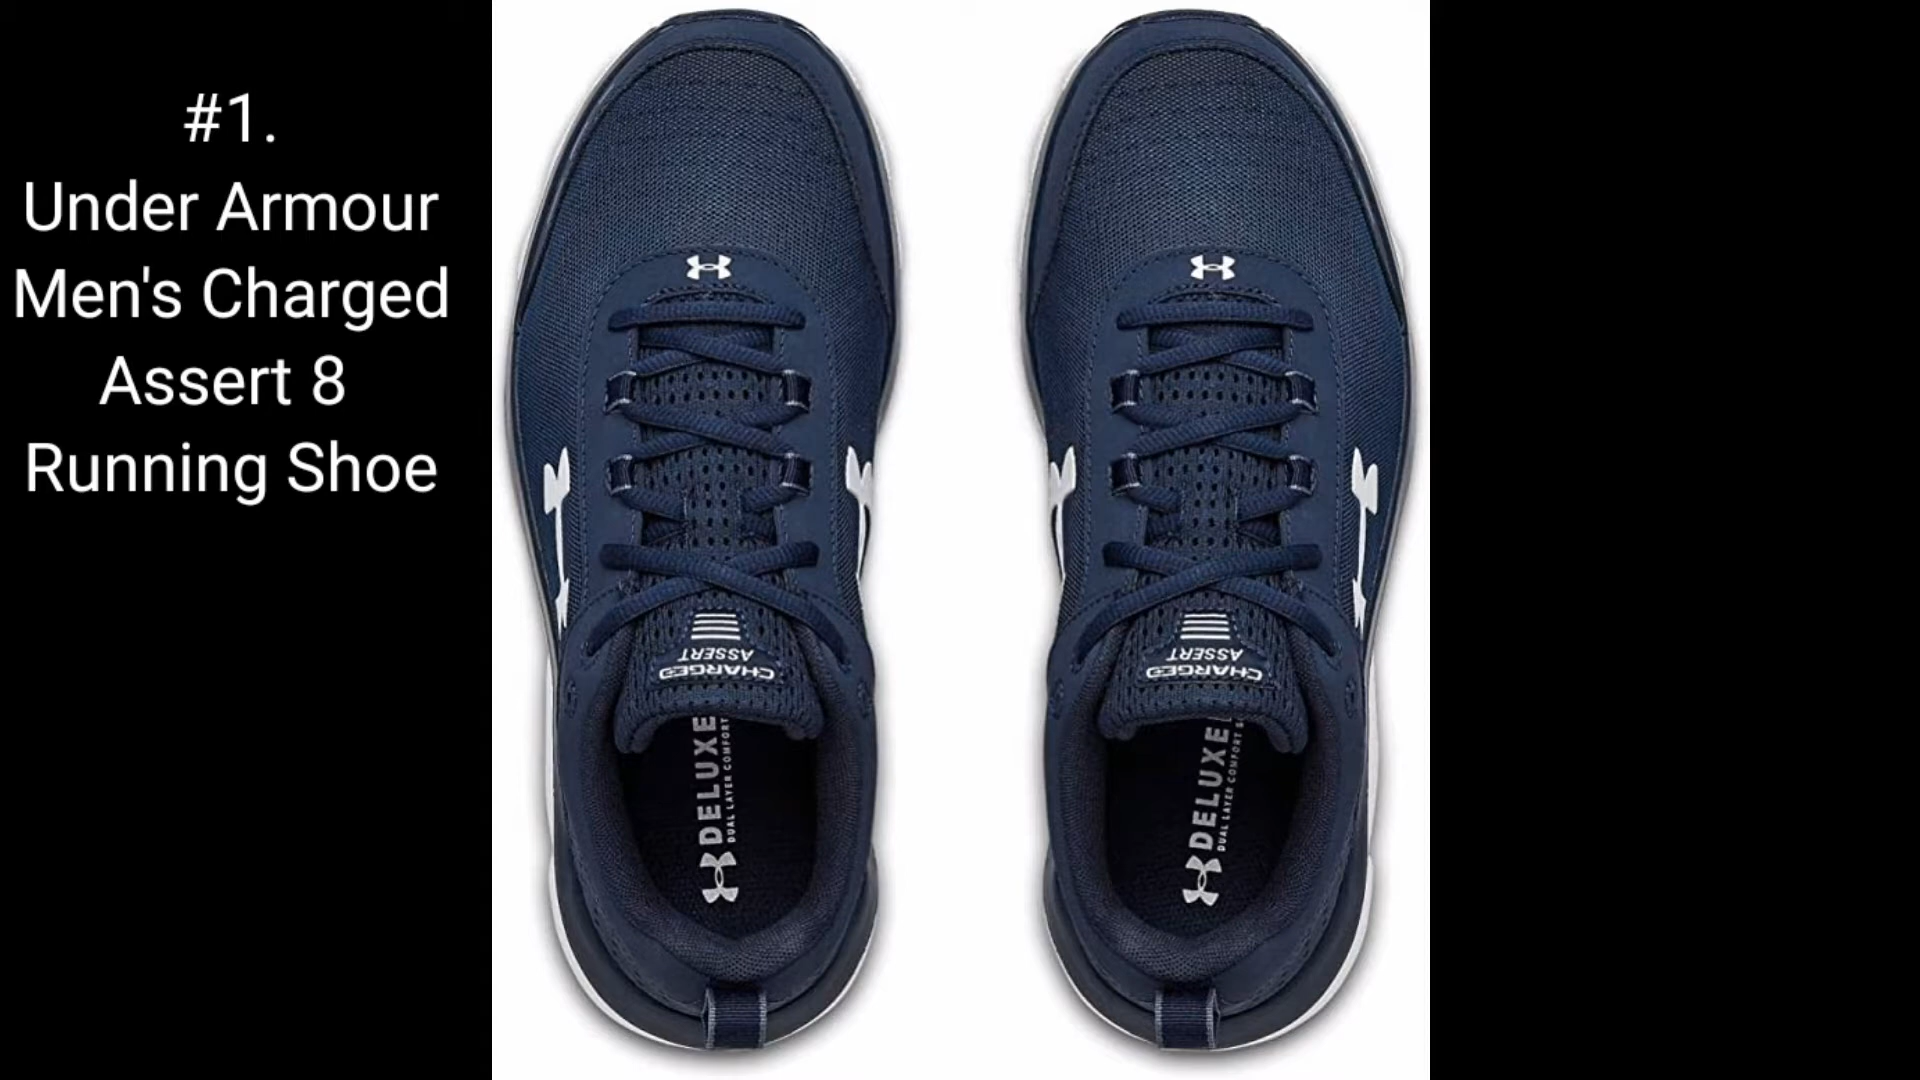 #1.
Under Armour
Men's Charged
Assert 8
Running Shoe
ASSERT
CHARGED
DELUXE
DUAL LAYER COMFORT
ASSERT
CHARGED
DELUXE
DUAL LAYER COMFORT